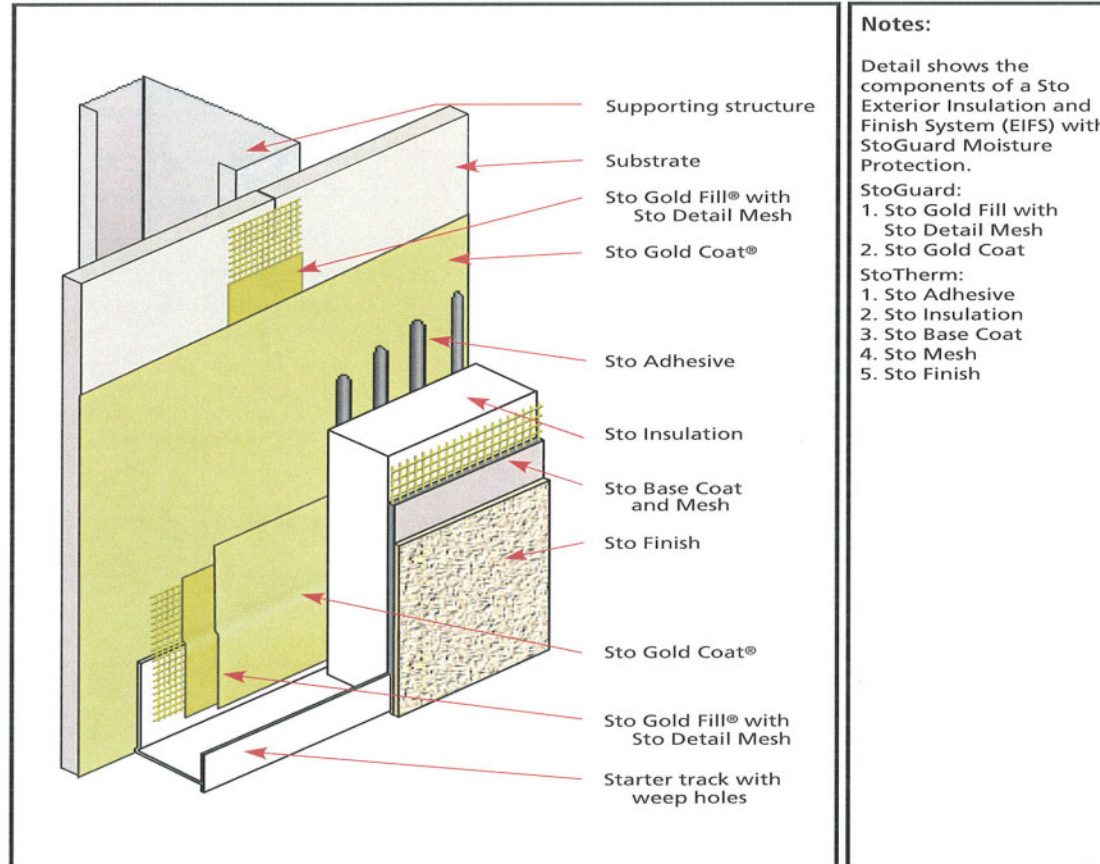 Supporting structure
Substrate
Sto Gold Fill® with
Sto Detail Mesh
Sto Gold Coat®
Sto Adhesive
Sto Insulation
Sto Base Coat
and Mesh
Sto Finish
Sto Gold Coat®
Sto Gold Fill® with
Sto Detail Mesh
Starter track with
weep holes
Notes:
Detail shows the
components of a Sto
Exterior Insulation and
Finish System (EIFS) with
StoGuard Moisture
Protection.
StoGuard:
1. Sto Gold Fill with
Sto Detail Mesh
2. Sto Gold Coat
StoTherm:
1. Sto Adhesive
2. Sto Insulation
3. Sto Base Coat
4. Sto Mesh
5. Sto Finish